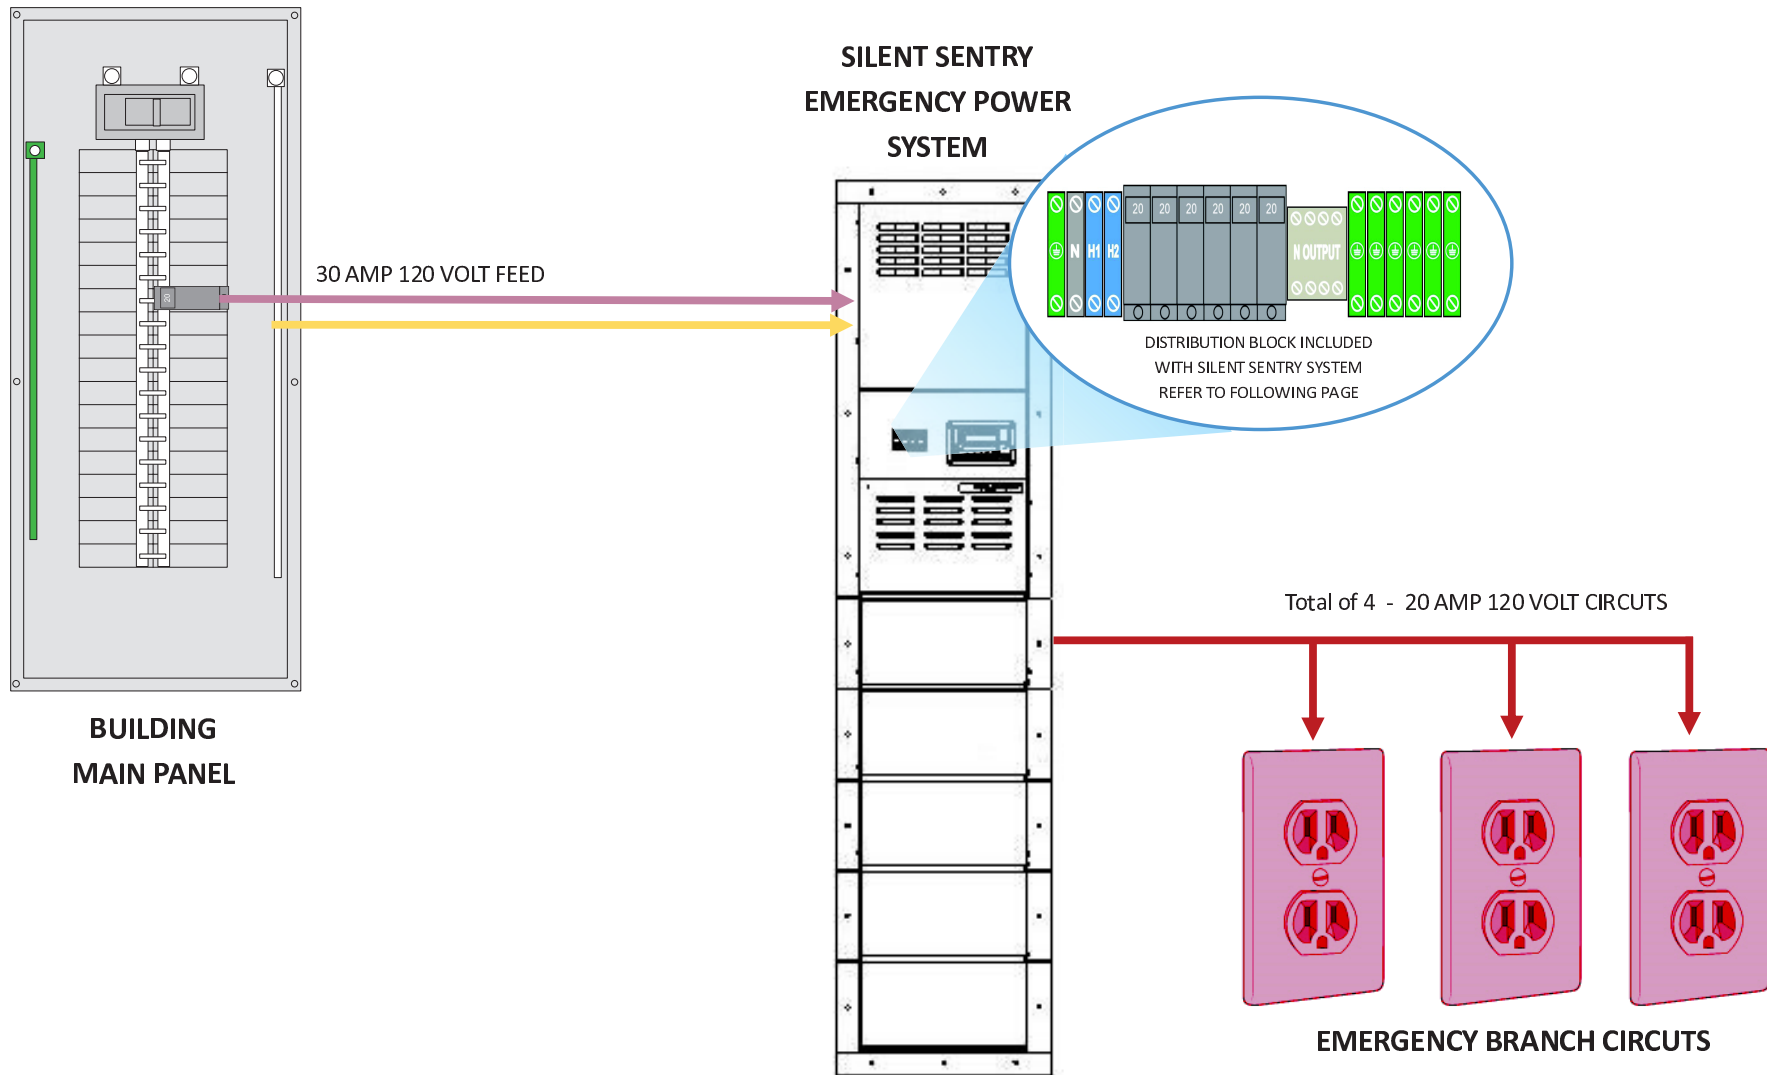 SILENT SENTRY
EMERGENCY POWER
SYSTEM
30 AMP 120 VOLT FEED
20
N
H1
H2
20
20
20
20
20
20
N OUTPUT
DISTRIBUTION BLOCK INCLUDED
WITH SILENT SENTRY SYSTEM
REFER TO FOLLOWING PAGE
Total of 4 - 20 AMP 120 VOLT CIRCUTS
BUILDING
MAIN PANEL
EMERGENCY BRANCH CIRCUTS